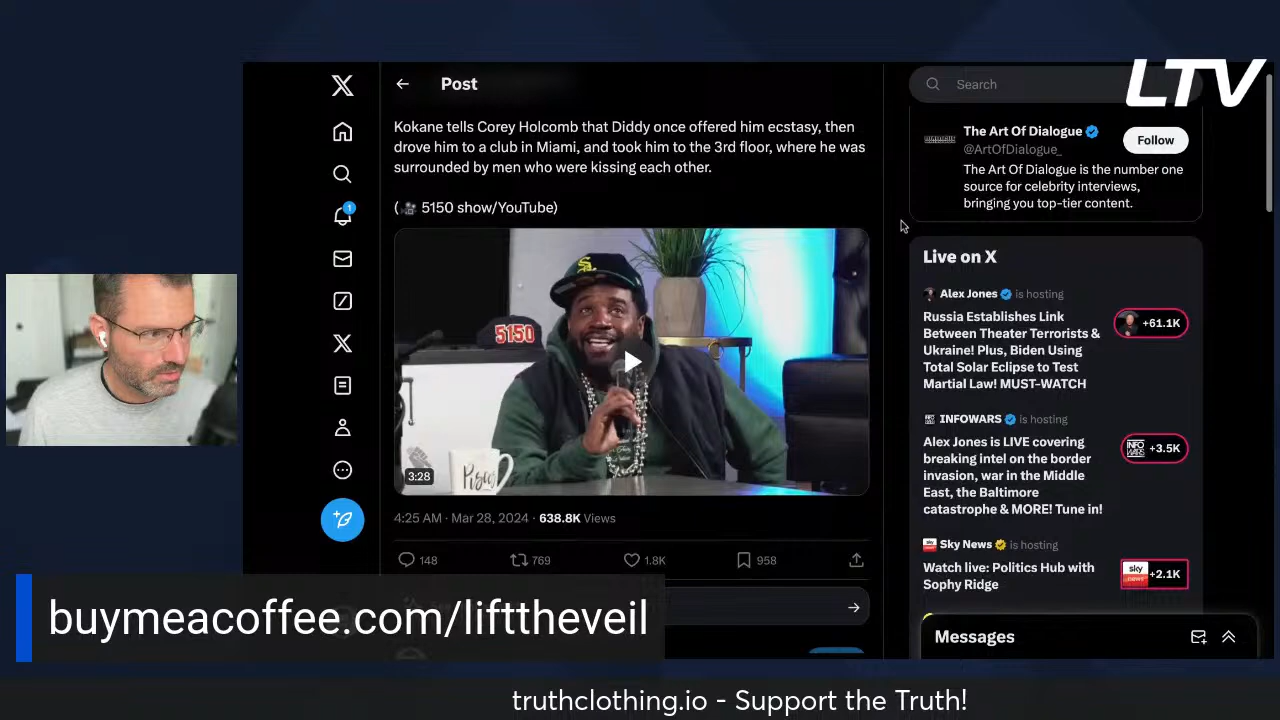 LTV
Post
Search
Kokane tells Corey Holcomb that Diddy once offered him ecstasy, then
drove him to a club in Miami, and took him to the 3rd floor, where he was
surrounded by men who were kissing each other.
( 🎥 5150 show/YouTube)
5150
3:28
4:25 AM · Mar 28, 2024 · 638.8K Views
148
769
1.8K
958
The Art Of Dialogue
@ArtOfDialogue_
Follow
The Art Of Dialogue is the number one
source for celebrity interviews,
bringing you top-tier content.
Live on X
Alex Jones is hosting
Russia Establishes Link
Between Theater Terrorists &
Ukraine! Plus, Biden Using
Total Solar Eclipse to Test
Martial Law! MUST-WATCH
+61.1K
INFOWARS is hosting
Alex Jones is LIVE covering
breaking intel on the border
invasion, war in the Middle
East, the Baltimore
catastrophe & MORE! Tune in!
INFO WARS
+3.5K
Sky News is hosting
Watch live: Politics Hub with
Sophy Ridge
sky news
+2.1K
Messages
1
buymeacoffee.com/lifttheveil
truthclothing.io - Support the Truth!